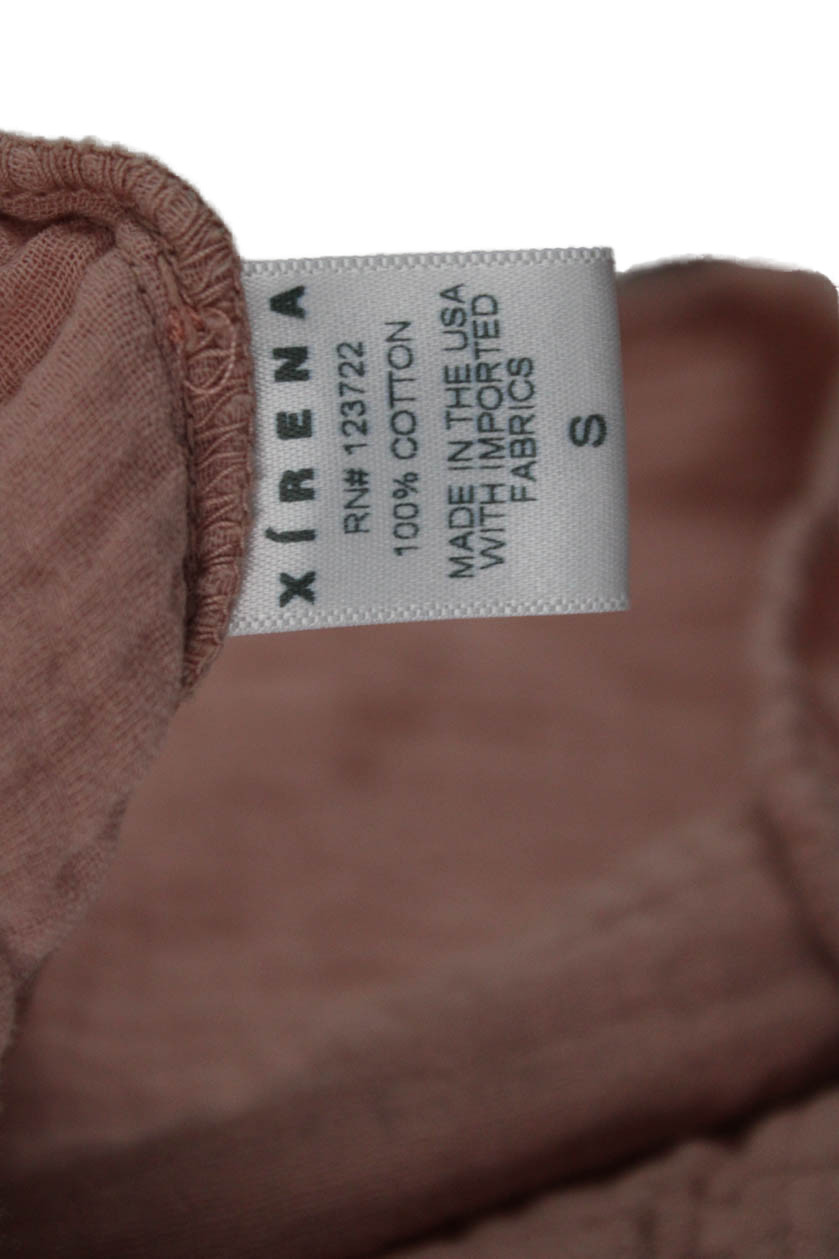 XÍRENA
RN# 123722
100% COTTON
MADE IN THE USA
WITH IMPORTED
FABRICS
S